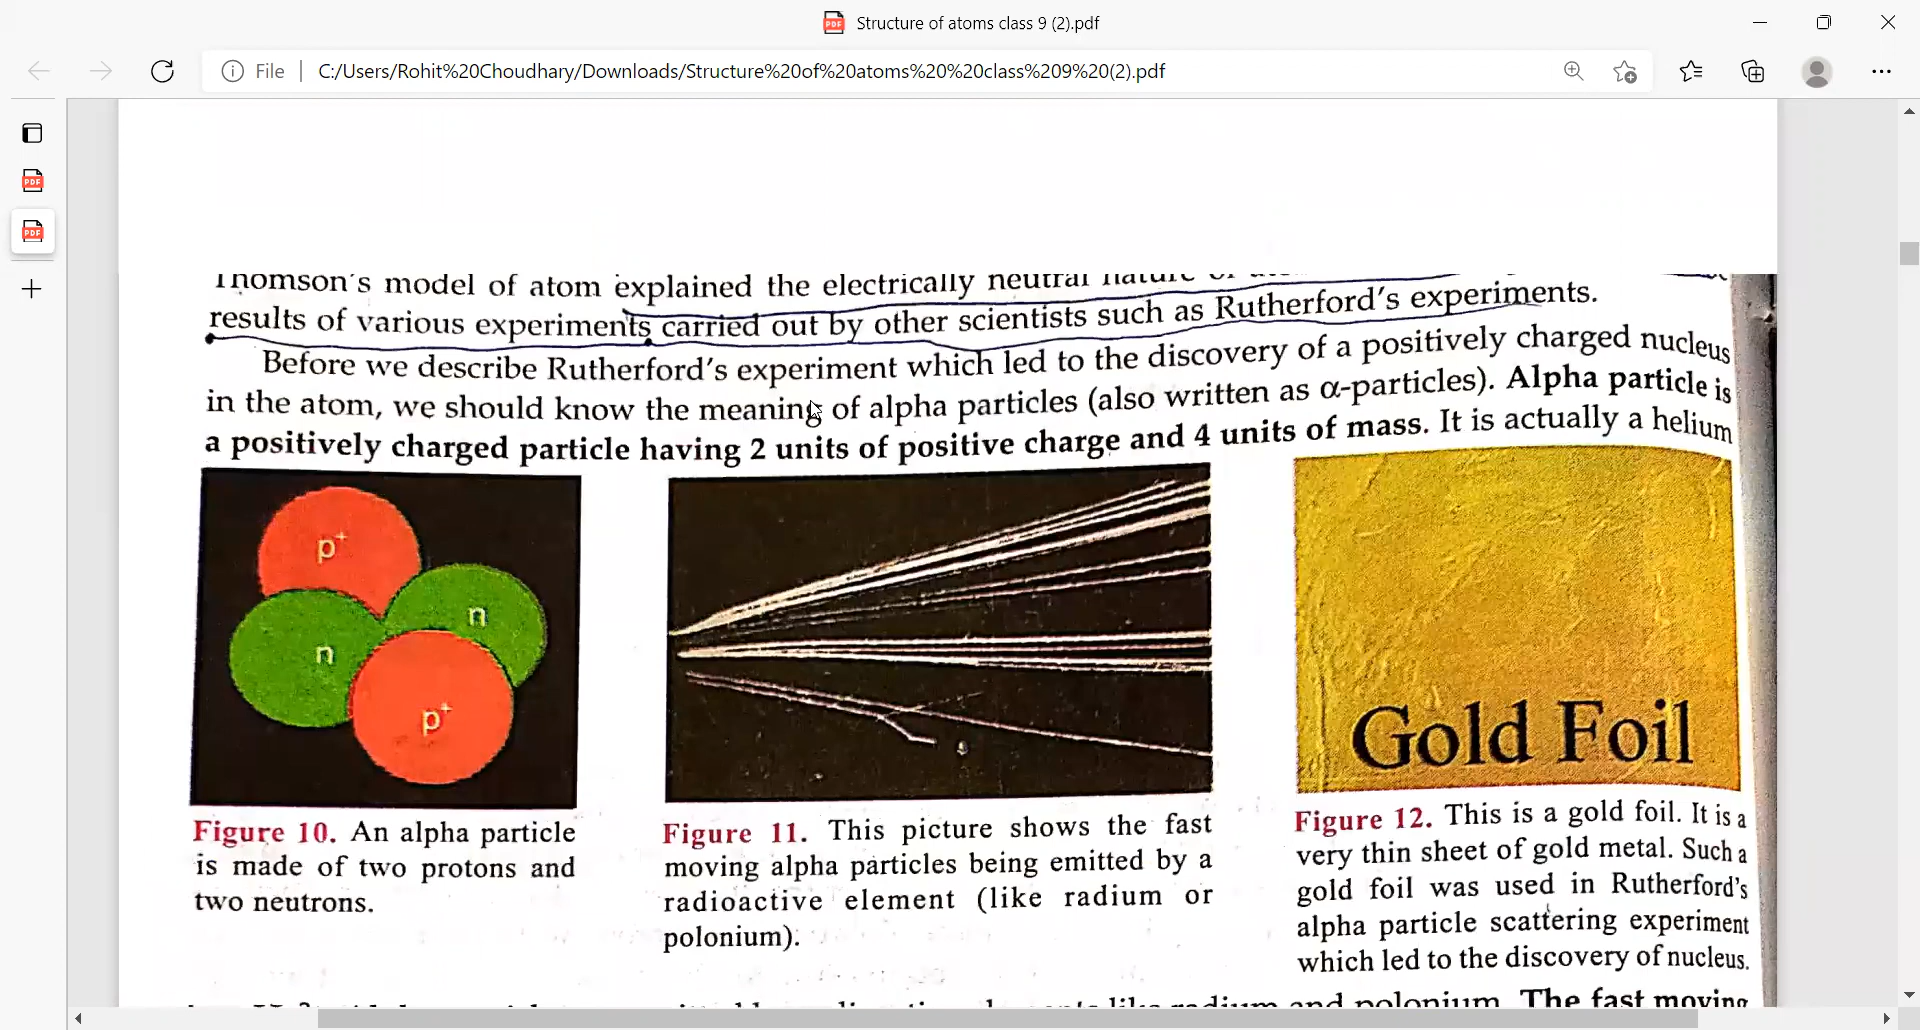 Structure of atoms class 9 (2).pdf
File
C:/Users/Rohit%20Choudhary/Downloads/Structure%20of%20atoms%20%20class%209%20(2).pdf
Thomson's model of atom explained the electrically neutral nature
results of various experiments carried out by other scientists such as Rutherford's experiments.
Before we describe Rutherford's experiment which led to the discovery of a positively charged nucleus
in the atom, we should know the meaning of alpha particles (also written as α-particles). Alpha particle is
a positively charged particle having 2 units of positive charge and 4 units of mass. It is actually a helium
p+
n
n
p+
Gold Foil
Figure 10. An alpha particle
is made of two protons and
two neutrons.
Figure 11. This picture shows the fast
moving alpha particles being emitted by a
radioactive element (like radium or
polonium).
Figure 12. This is a gold foil. It is a
very thin sheet of gold metal. Such a
gold foil was used in Rutherford's
alpha particle scattering experiment
which led to the discovery of nucleus.
like radium and polonium. The fast moving